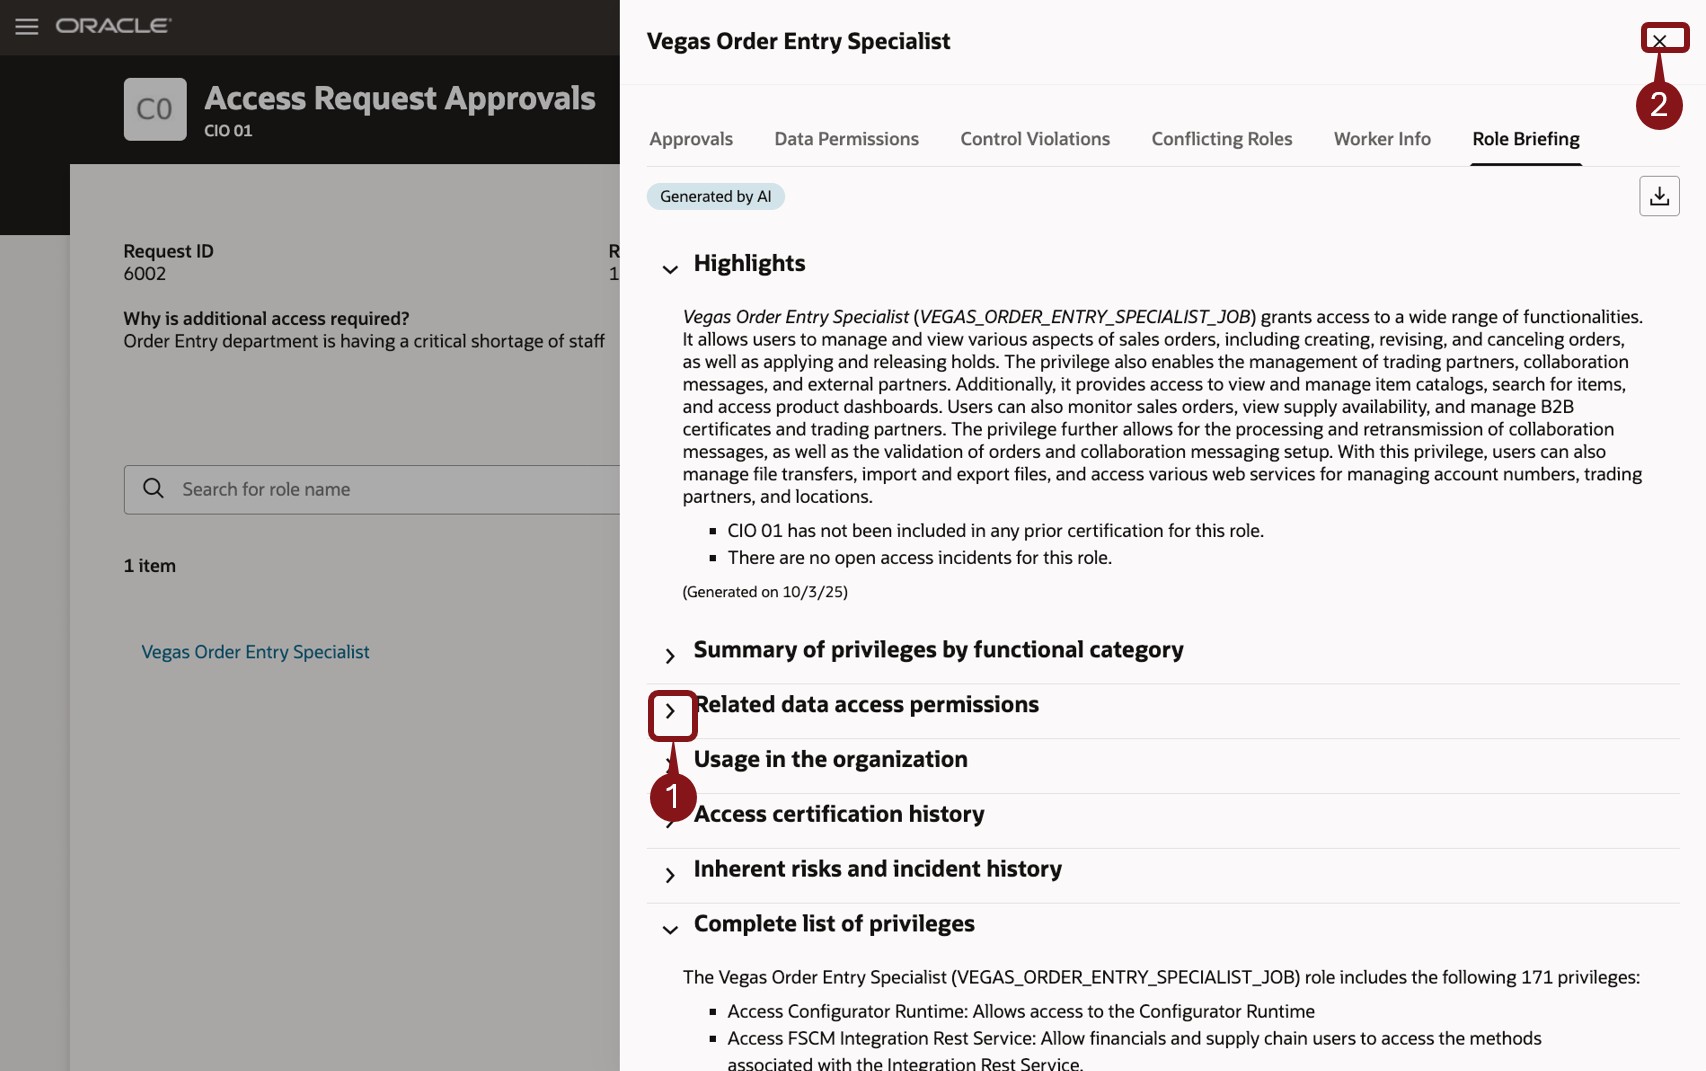 ORACLE
C0
Access Request Approvals
CIO 01
Request ID
6002
R
1
Why is additional access required?
Order Entry department is having a critical shortage of staff
Search for role name
1 item
Vegas Order Entry Specialist
Vegas Order Entry Specialist
2
Approvals Data Permissions Control Violations Conflicting Roles Worker Info Role Briefing
Generated by AI
Highlights
Vegas Order Entry Specialist (VEGAS_ORDER_ENTRY_SPECIALIST_JOB) grants access to a wide range of functionalities.
It allows users to manage and view various aspects of sales orders, including creating, revising, and canceling orders,
as well as applying and releasing holds. The privilege also enables the management of trading partners, collaboration
messages, and external partners. Additionally, it provides access to view and manage item catalogs, search for items,
and access product dashboards. Users can also monitor sales orders, view supply availability, and manage B2B
certificates and trading partners. The privilege further allows for the processing and retransmission of collaboration
messages, as well as the validation of orders and collaboration messaging setup. With this privilege, users can also
manage file transfers, import and export files, and access various web services for managing account numbers, trading
partners, and locations.
▪ CIO 01 has not been included in any prior certification for this role.
▪ There are no open access incidents for this role.
(Generated on 10/3/25)
Summary of privileges by functional category
Related data access permissions
Usage in the organization
1
Access certification history
Inherent risks and incident history
Complete list of privileges
The Vegas Order Entry Specialist (VEGAS_ORDER_ENTRY_SPECIALIST_JOB) role includes the following 171 privileges:
▪ Access Configurator Runtime: Allows access to the Configurator Runtime
▪ Access FSCM Integration Rest Service: Allow financials and supply chain users to access the methods
associated with the Integration Rest Service.